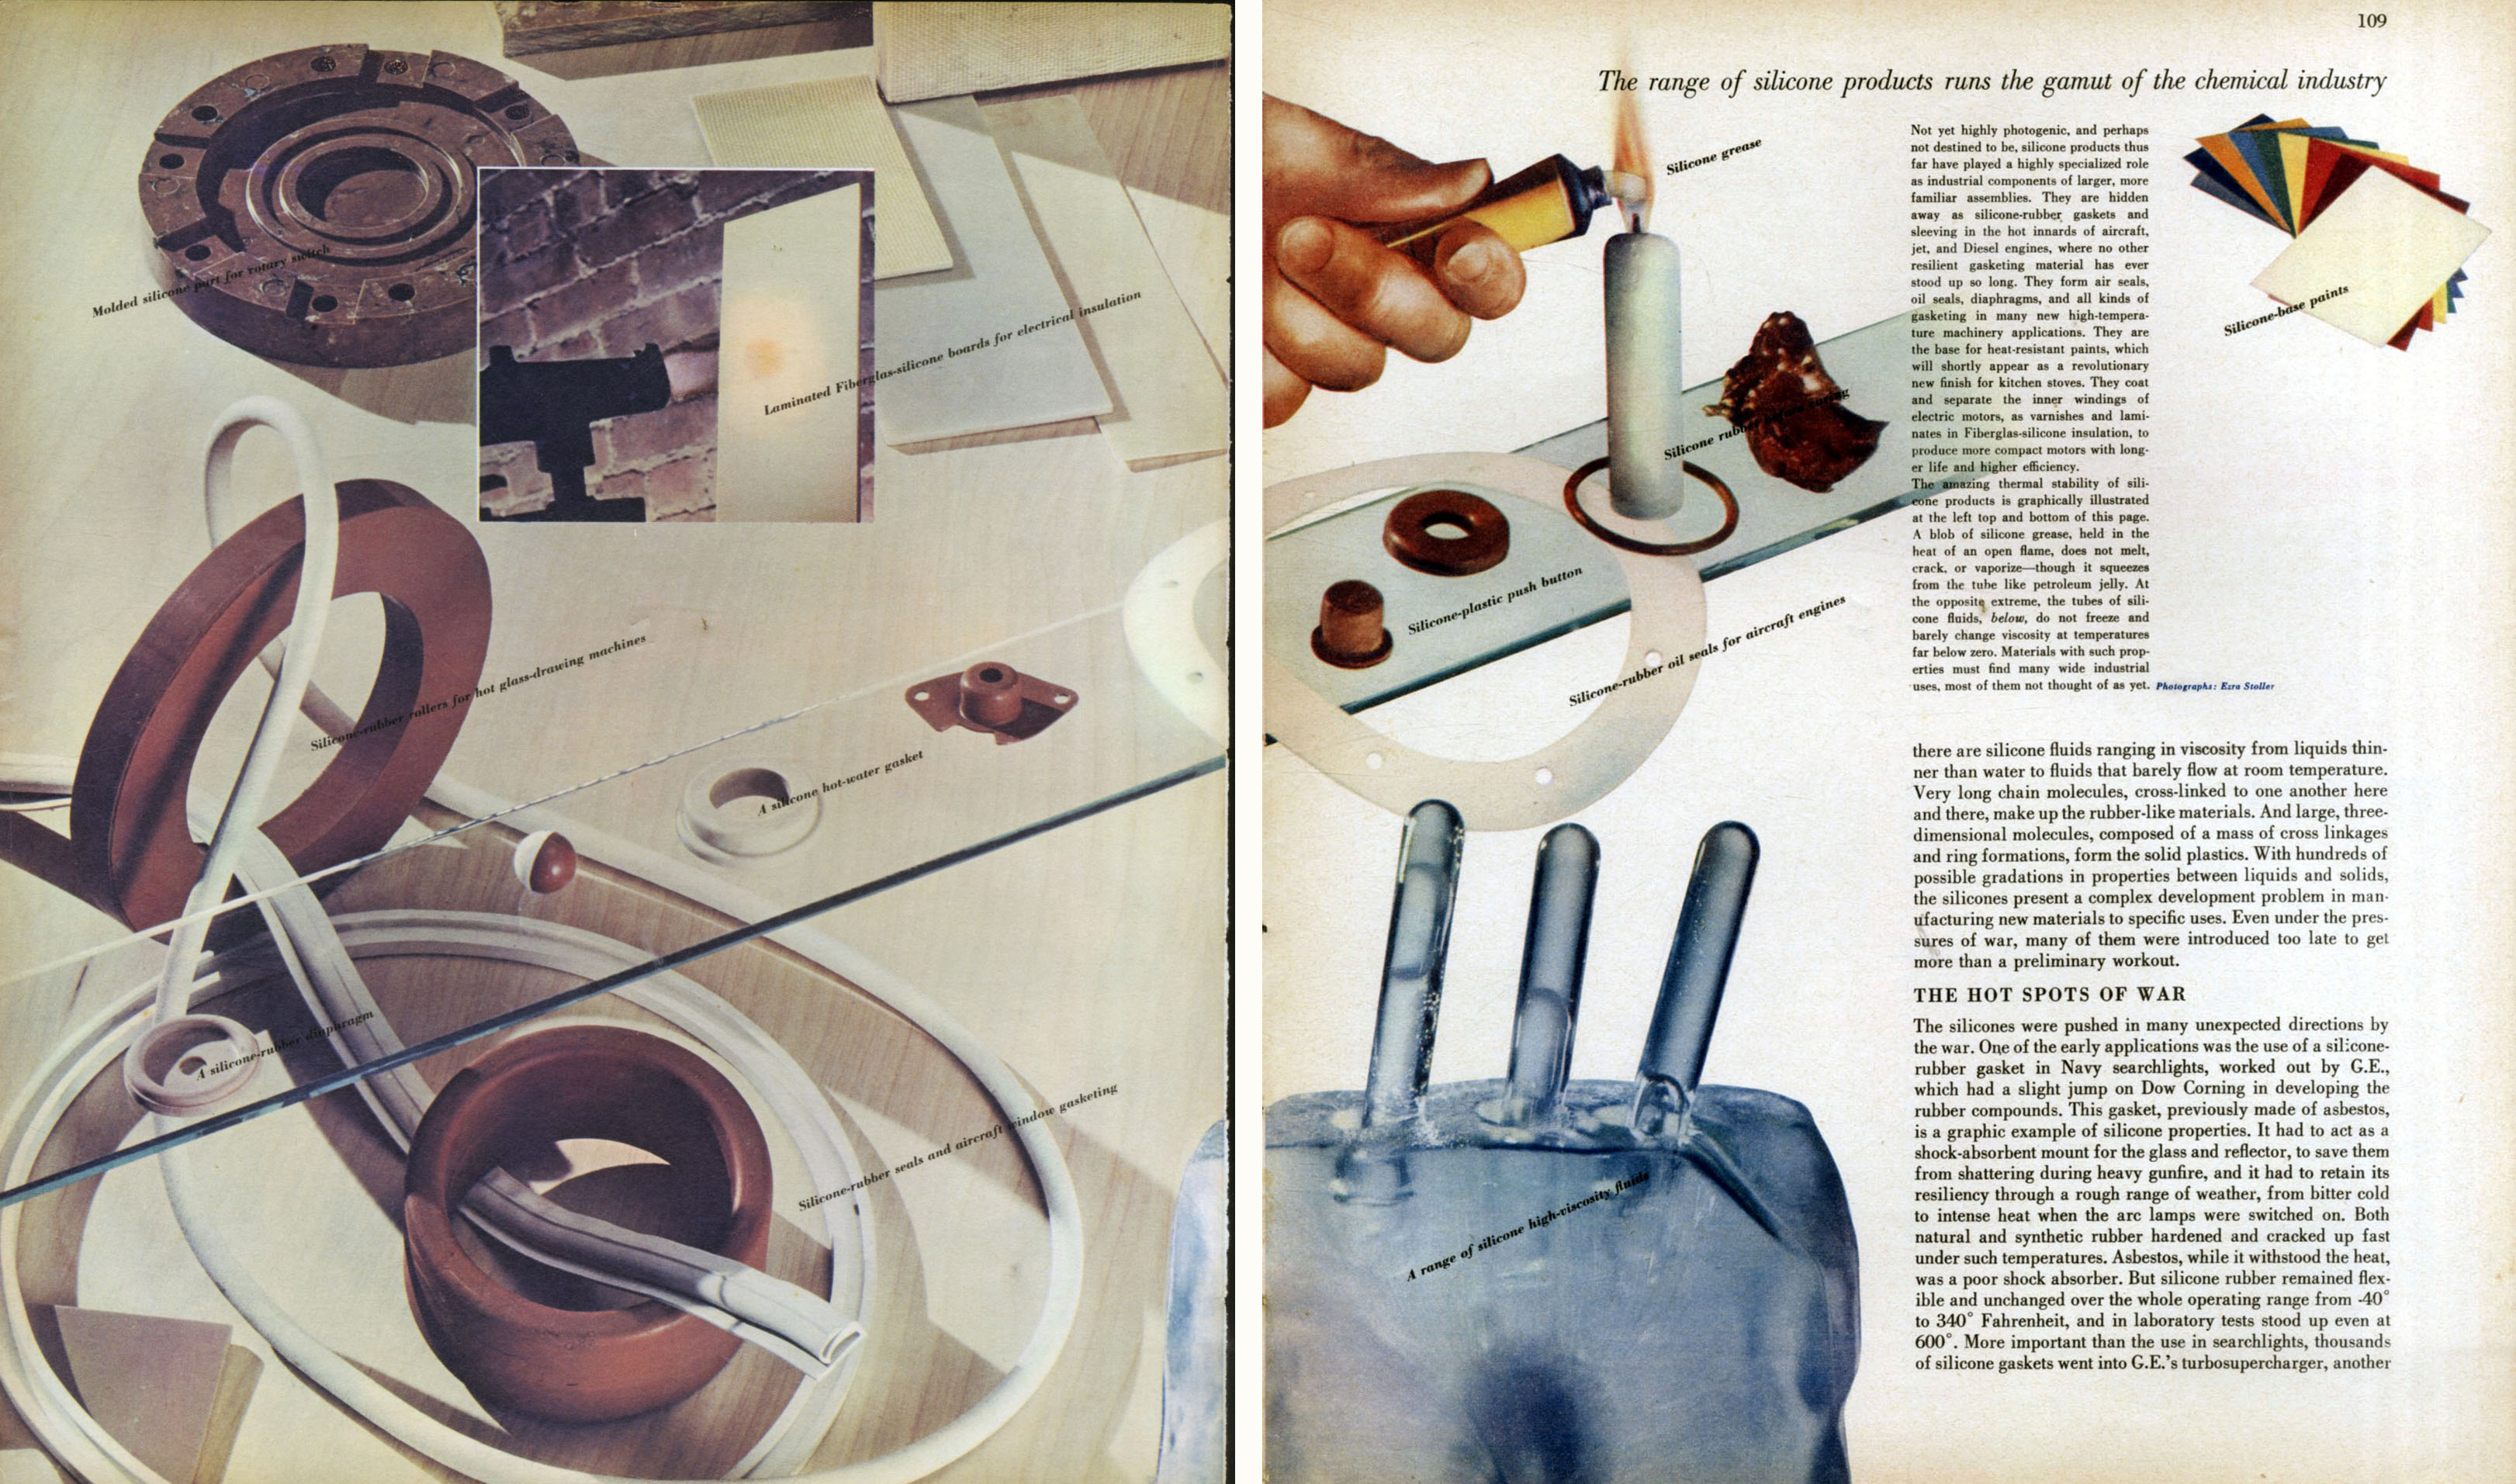 Molded silicone part for rotary switch
Laminated Fiberglas-silicone boards for electrical insulation
Silicone-rubber rollers for hot glass-drawing machines
A silicone hot-water gasket
A silicone-rubber diaphragm
Silicone-rubber seals and aircraft window gasketing
109
The range of silicone products runs the gamut of the chemical industry
Silicone grease
Silicone-base paints
Silicone rubber before curing
Silicone-plastic push button
Silicone-rubber oil seals for aircraft engines
A range of silicone high-viscosity fluids
Not yet highly photogenic, and perhaps
not destined to be, silicone products thus
far have played a highly specialized role
as industrial components of larger, more
familiar assemblies. They are hidden
away as silicone-rubber gaskets and
sleeving in the hot innards of aircraft,
jet, and Diesel engines, where no other
resilient gasketing material has ever
stood up so long. They form air seals,
oil seals, diaphragms, and all kinds of
gasketing in many new high-tempera-
ture machinery applications. They are
the base for heat-resistant paints, which
will shortly appear as a revolutionary
new finish for kitchen stoves. They coat
and separate the inner windings of
electric motors, as varnishes and lami-
nates in Fiberglas-silicone insulation, to
produce more compact motors with long-
er life and higher efficiency.
The amazing thermal stability of sili-
cone products is graphically illustrated
at the left top and bottom of this page.
A blob of silicone grease, held in the
heat of an open flame, does not melt,
crack, or vaporize—though it squeezes
from the tube like petroleum jelly. At
the opposite extreme, the tubes of sili-
cone fluids, below, do not freeze and
barely change viscosity at temperatures
far below zero. Materials with such prop-
erties must find many wide industrial
uses, most of them not thought of as yet. Photographs: Ezra Stoller
there are silicone fluids ranging in viscosity from liquids thin-
ner than water to fluids that barely flow at room temperature.
Very long chain molecules, cross-linked to one another here
and there, make up the rubber-like materials. And large, three-
dimensional molecules, composed of a mass of cross linkages
and ring formations, form the solid plastics. With hundreds of
possible gradations in properties between liquids and solids,
the silicones present a complex development problem in man-
ufacturing new materials to specific uses. Even under the pres-
sures of war, many of them were introduced too late to get
more than a preliminary workout.
THE HOT SPOTS OF WAR
The silicones were pushed in many unexpected directions by
the war. One of the early applications was the use of a silicone-
rubber gasket in Navy searchlights, worked out by G.E.,
which had a slight jump on Dow Corning in developing the
rubber compounds. This gasket, previously made of asbestos,
is a graphic example of silicone properties. It had to act as a
shock-absorbent mount for the glass and reflector, to save them
from shattering during heavy gunfire, and it had to retain its
resiliency through a rough range of weather, from bitter cold
to intense heat when the arc lamps were switched on. Both
natural and synthetic rubber hardened and cracked up fast
under such temperatures. Asbestos, while it withstood the heat,
was a poor shock absorber. But silicone rubber remained flex-
ible and unchanged over the whole operating range from -40°
to 340° Fahrenheit, and in laboratory tests stood up even at
600°. More important than the use in searchlights, thousands
of silicone gaskets went into G.E.'s turbosupercharger, another